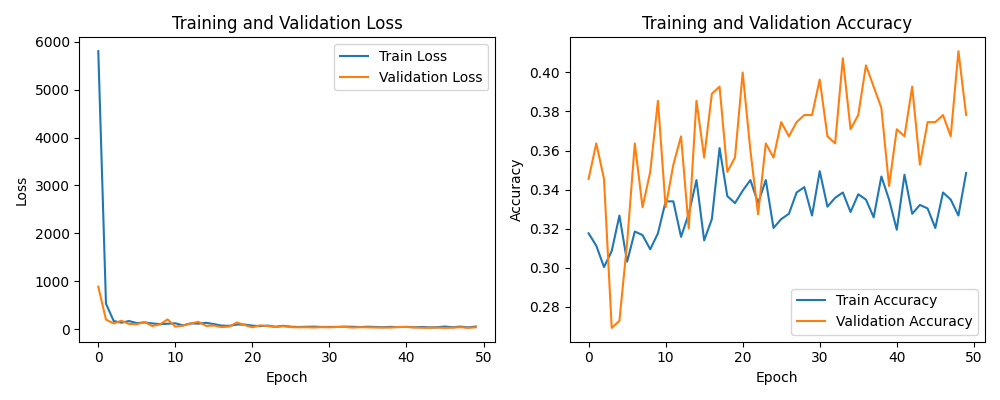 Training and Validation Loss
6000
5000
4000
3000
2000
1000
0
Loss
Train Loss
Validation Loss
0 10 20 30 40 50
Epoch
Training and Validation Accuracy
0.40
0.38
0.36
0.34
0.32
0.30
0.28
Accuracy
Train Accuracy
Validation Accuracy
0 10 20 30 40 50
Epoch